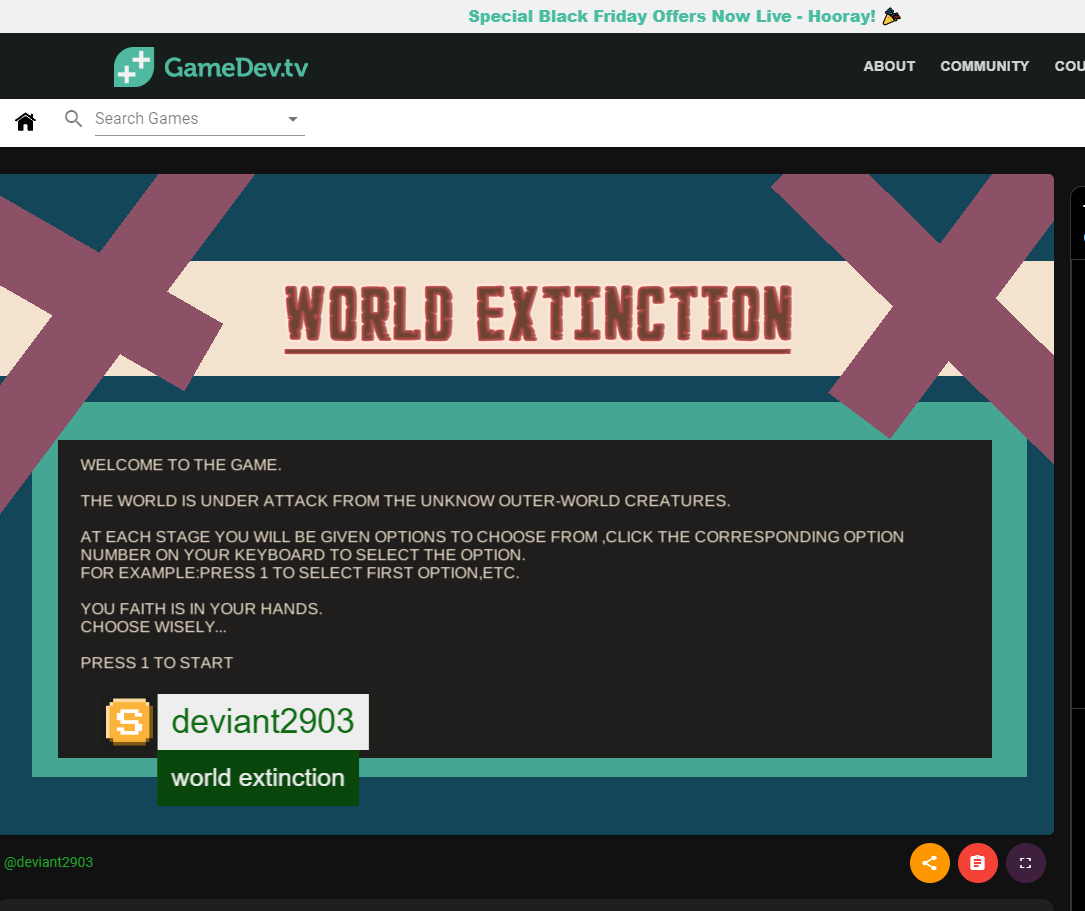 Special Black Friday Offers Now Live - Hooray!
GameDev.tv
ABOUT COMMUNITY
Search Games
WORLD EXTINCTION
WELCOME TO THE GAME.
THE WORLD IS UNDER ATTACK FROM THE UNKNOW OUTER-WORLD CREATURES.
AT EACH STAGE YOU WILL BE GIVEN OPTIONS TO CHOOSE FROM ,CLICK THE CORRESPONDING OPTION
NUMBER ON YOUR KEYBOARD TO SELECT THE OPTION.
FOR EXAMPLE:PRESS 1 TO SELECT FIRST OPTION,ETC.
YOU FAITH IS IN YOUR HANDS.
CHOOSE WISELY...
PRESS 1 TO START
S deviant2903
world extinction
@deviant2903